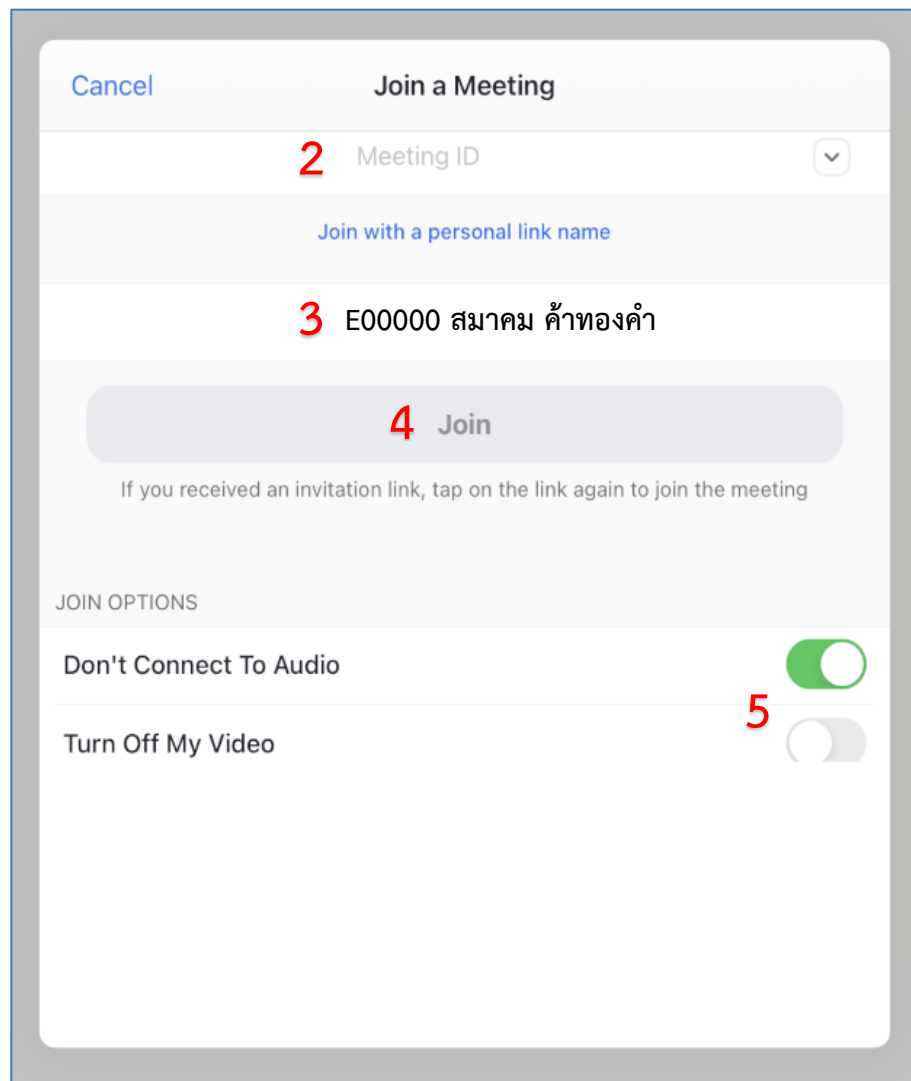 Cancel Join a Meeting
2 Meeting ID
Join with a personal link name
3 E00000 สมาคม ค้าทองคำ
4 Join
If you received an invitation link, tap on the link again to join the meeting
JOIN OPTIONS
Don't Connect To Audio
5
Turn Off My Video